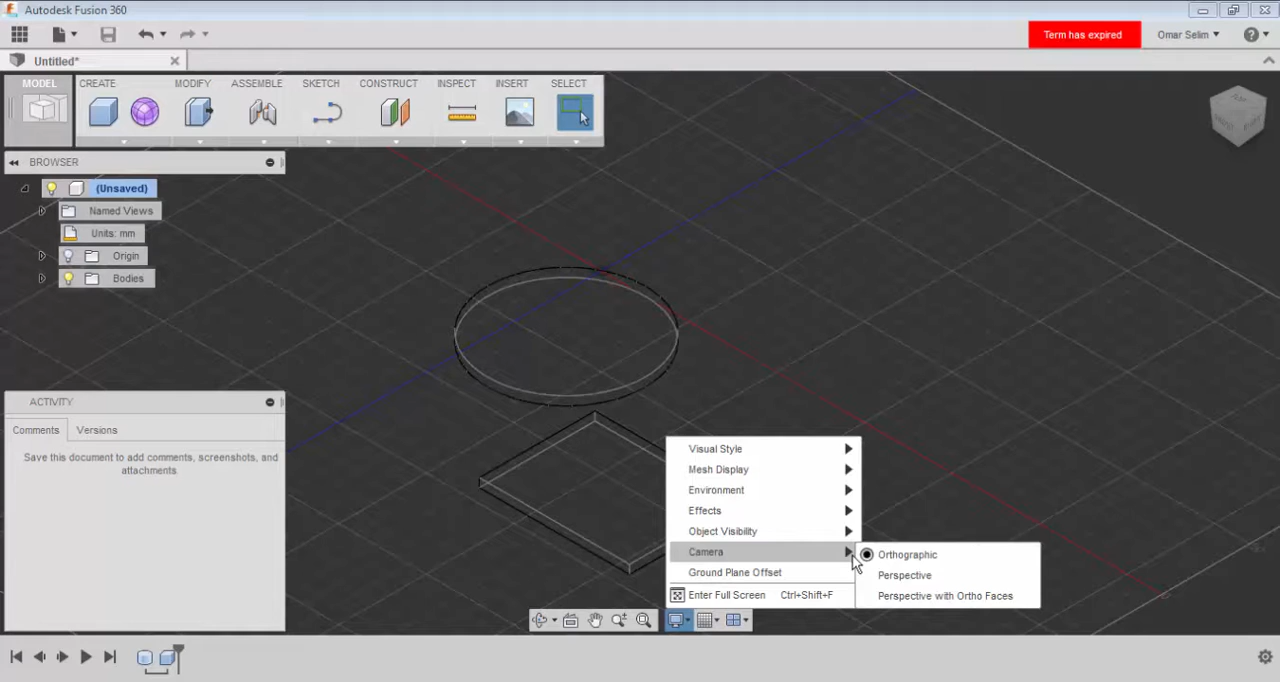 Autodesk Fusion 360
Term has expired
Omar Selim
Untitled*
MODEL
CREATE
MODIFY
ASSEMBLE
SKETCH
CONSTRUCT
INSPECT
INSERT
SELECT
BROWSER
(Unsaved)
Named Views
Units: mm
Origin
Bodies
ACTIVITY
Comments
Versions
Save this document to add comments, screenshots, and
attachments
Visual Style
Mesh Display
Environment
Effects
Object Visibility
Camera
Ground Plane Offset
Enter Full Screen Ctrl+Shift+F
Orthographic
Perspective
Perspective with Ortho Faces